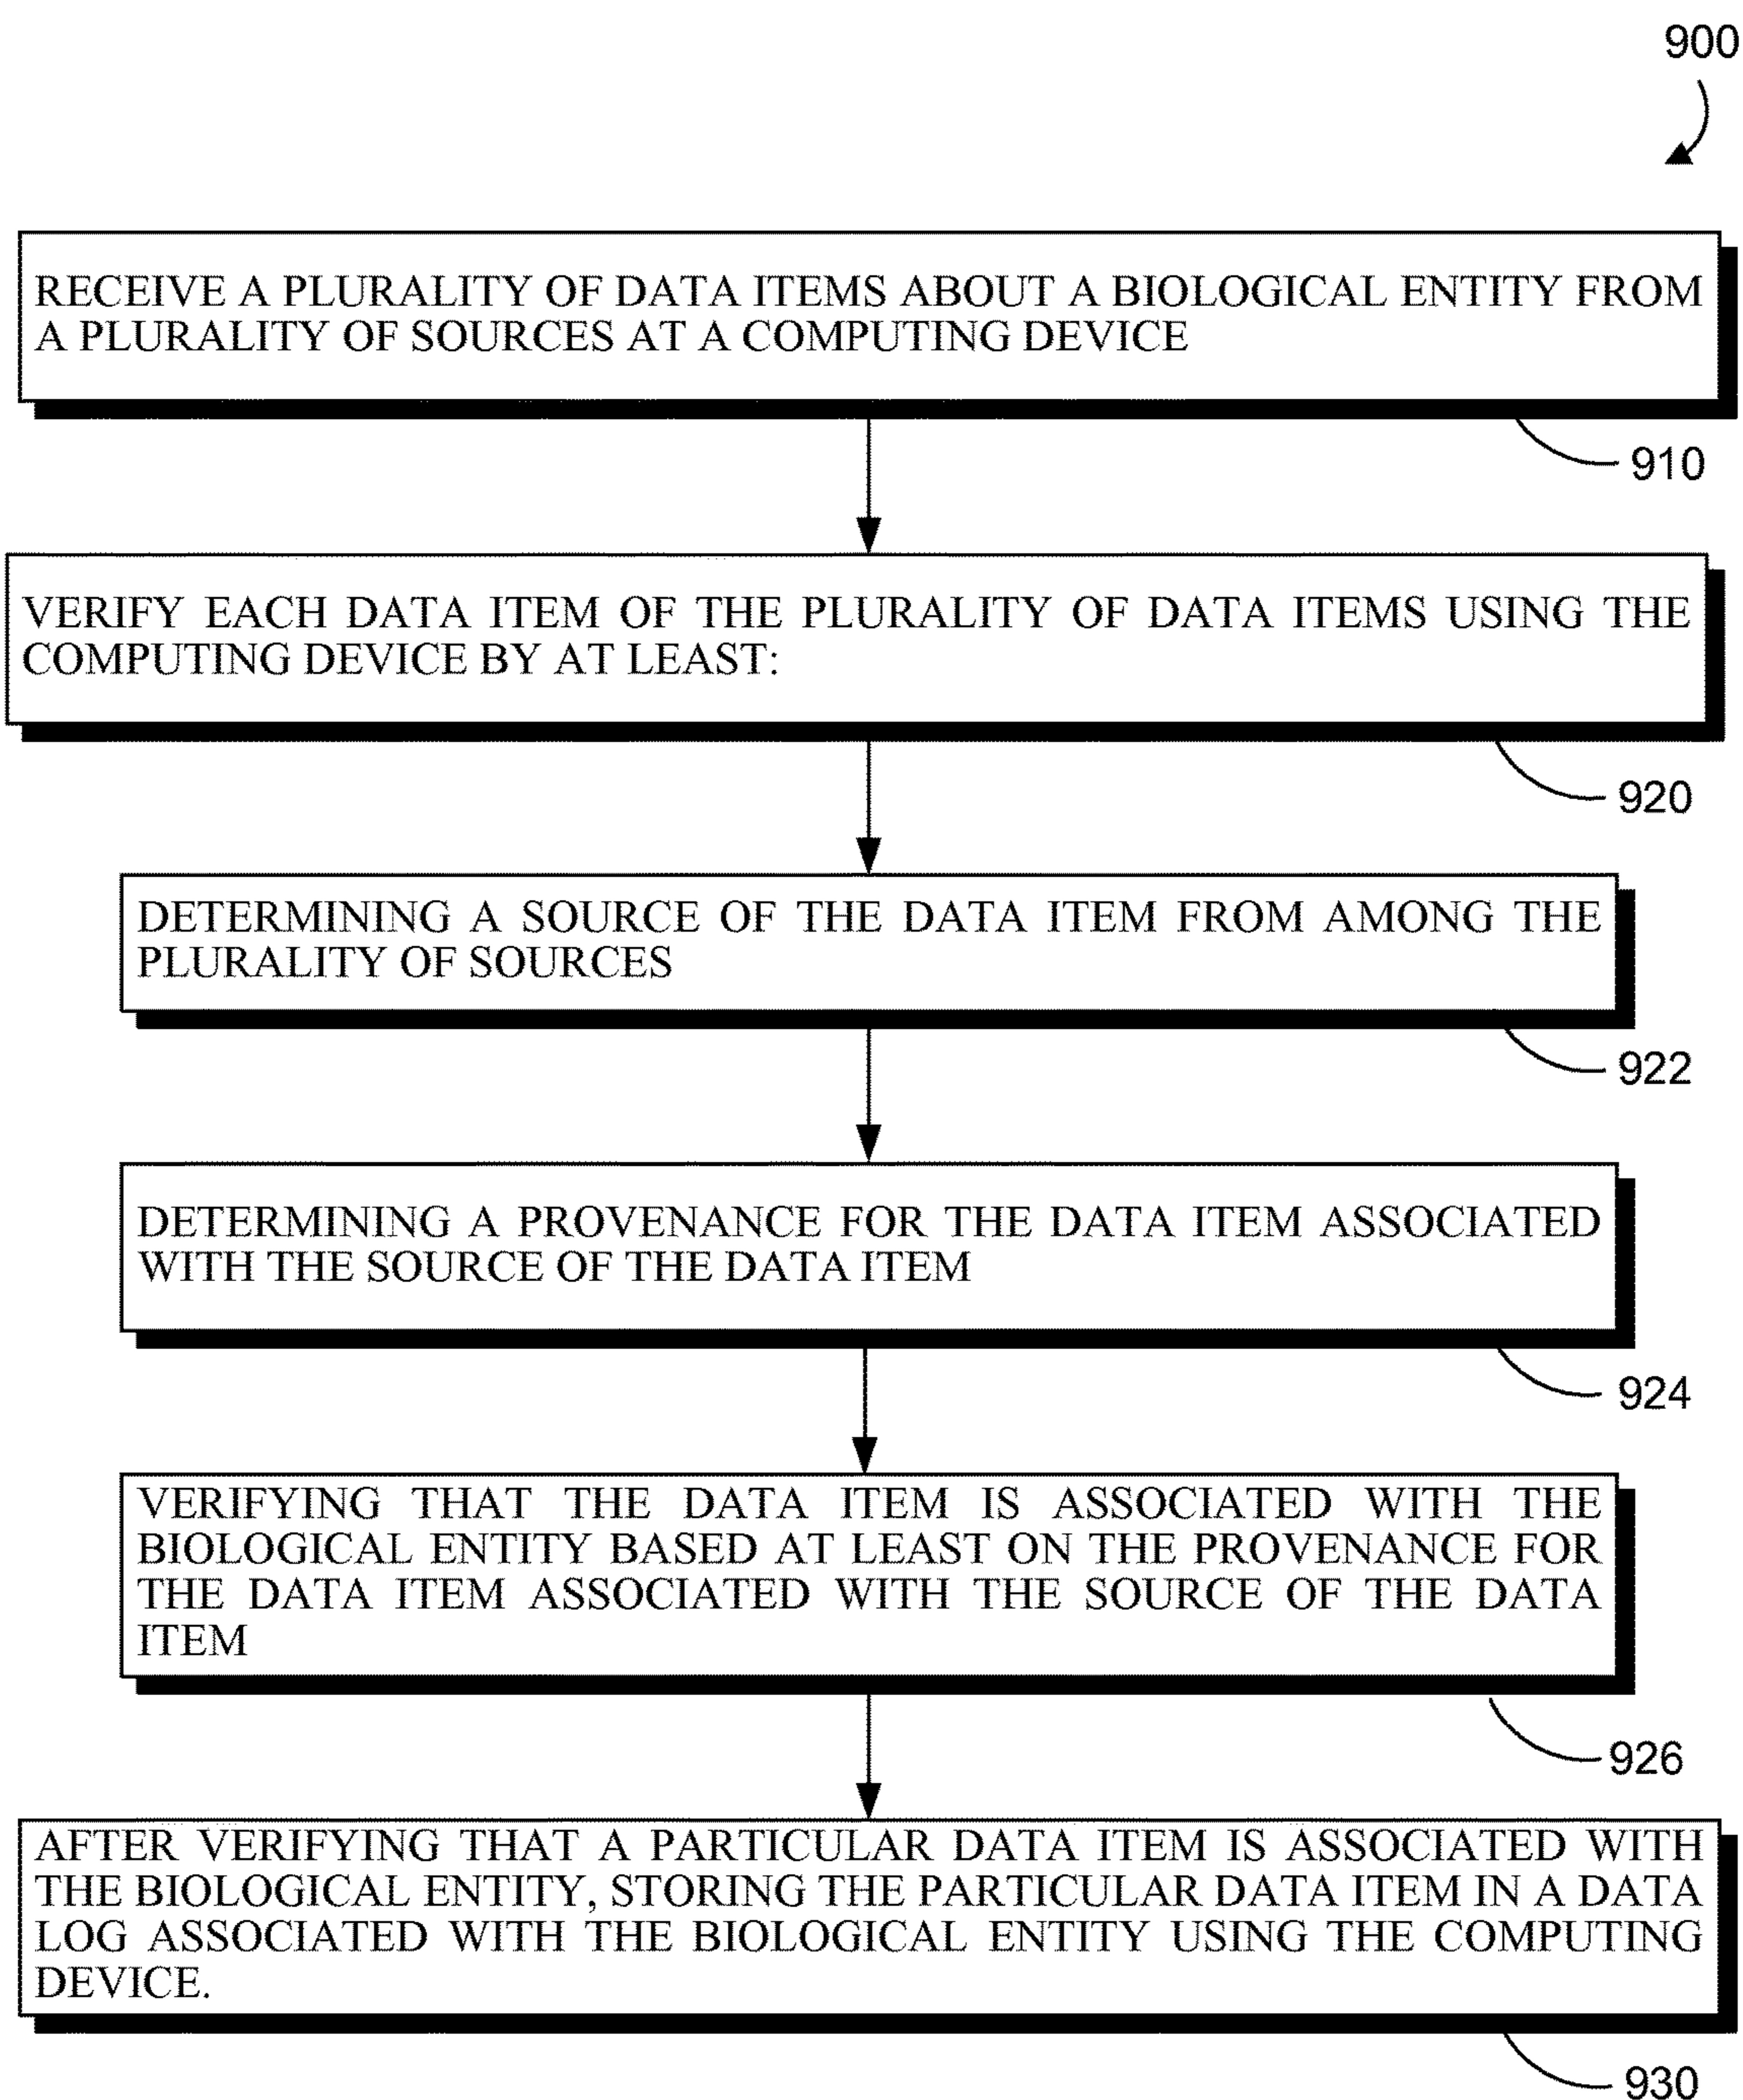 900
RECEIVE A PLURALITY OF DATA ITEMS ABOUT A BIOLOGICAL ENTITY FROM
A PLURALITY OF SOURCES AT A COMPUTING DEVICE
910
VERIFY EACH DATA ITEM OF THE PLURALITY OF DATA ITEMS USING THE
COMPUTING DEVICE BY AT LEAST:
920
DETERMINING A SOURCE OF THE DATA ITEM FROM AMONG THE
PLURALITY OF SOURCES
922
DETERMINING A PROVENANCE FOR THE DATA ITEM ASSOCIATED
WITH THE SOURCE OF THE DATA ITEM
924
VERIFYING THAT THE DATA ITEM IS ASSOCIATED WITH THE
BIOLOGICAL ENTITY BASED AT LEAST ON THE PROVENANCE FOR
THE DATA ITEM ASSOCIATED WITH THE SOURCE OF THE DATA
ITEM
926
AFTER VERIFYING THAT A PARTICULAR DATA ITEM IS ASSOCIATED WITH
THE BIOLOGICAL ENTITY, STORING THE PARTICULAR DATA ITEM IN A DATA
LOG ASSOCIATED WITH THE BIOLOGICAL ENTITY USING THE COMPUTING
DEVICE.
930